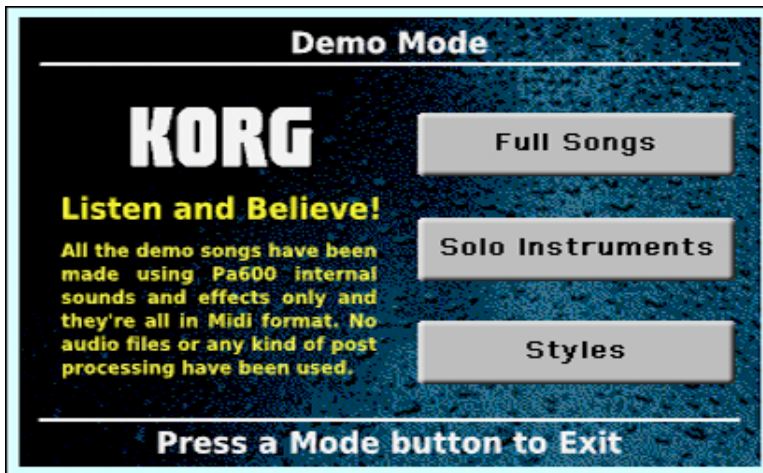 Demo Mode
KORG
Listen and Believe!
All the demo songs have been
made using Pa600 internal
sounds and effects only and
they're all in Midi format. No
audio files or any kind of post
processing have been used.
Full Songs
Solo Instruments
Styles
Press a Mode button to Exit